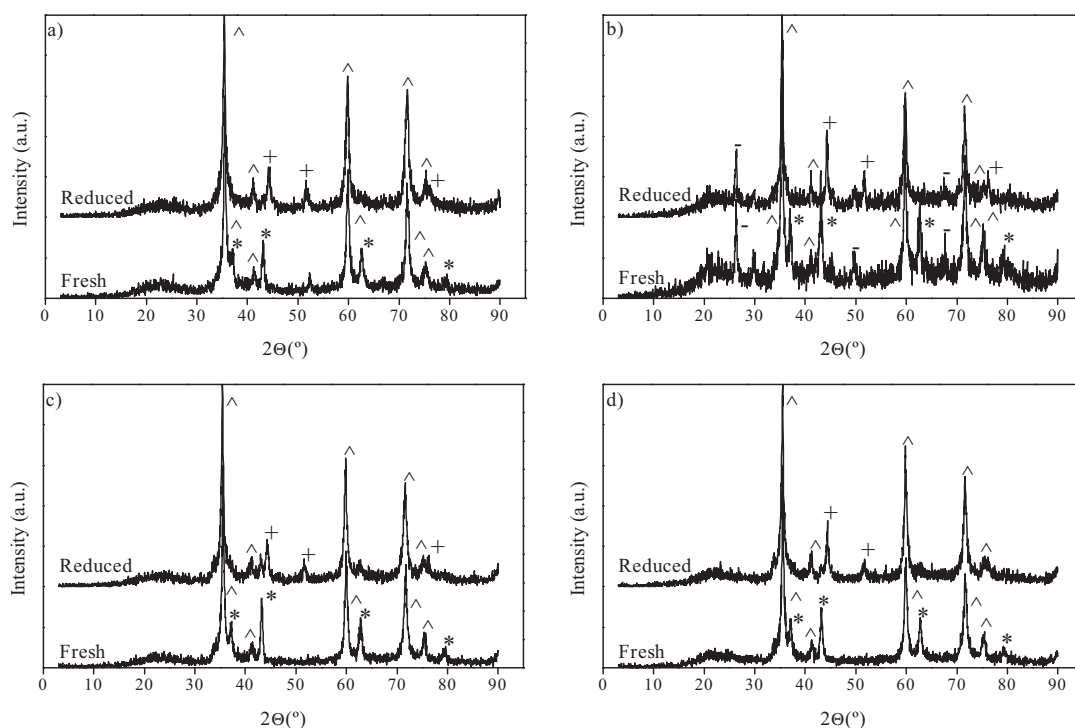 a)
^
^
^
+
+
^
+
Intensity (a.u.)
Reduced
^
*
*
^
^
*
^
^
*
Fresh
0 10 20 30 40 50 60 70 80 90
2Θ(º)
b)
^
^
^
+
-
^
+
-
^
+
Intensity (a.u.)
Reduced
-
^
*
*
^
-
^
*
-
^
*
Fresh
0 10 20 30 40 50 60 70 80 90
2Θ(º)
c)
^
^
^
+
^
+
^
+
Intensity (a.u.)
Reduced
^
*
*
^
^
*
^
^
*
Fresh
0 10 20 30 40 50 60 70 80 90
2Θ(º)
d)
^
^
^
+
^
+
^
Intensity (a.u.)
Reduced
^
*
*
^
^
*
^
^
*
Fresh
0 10 20 30 40 50 60 70 80 90
2Θ(º)